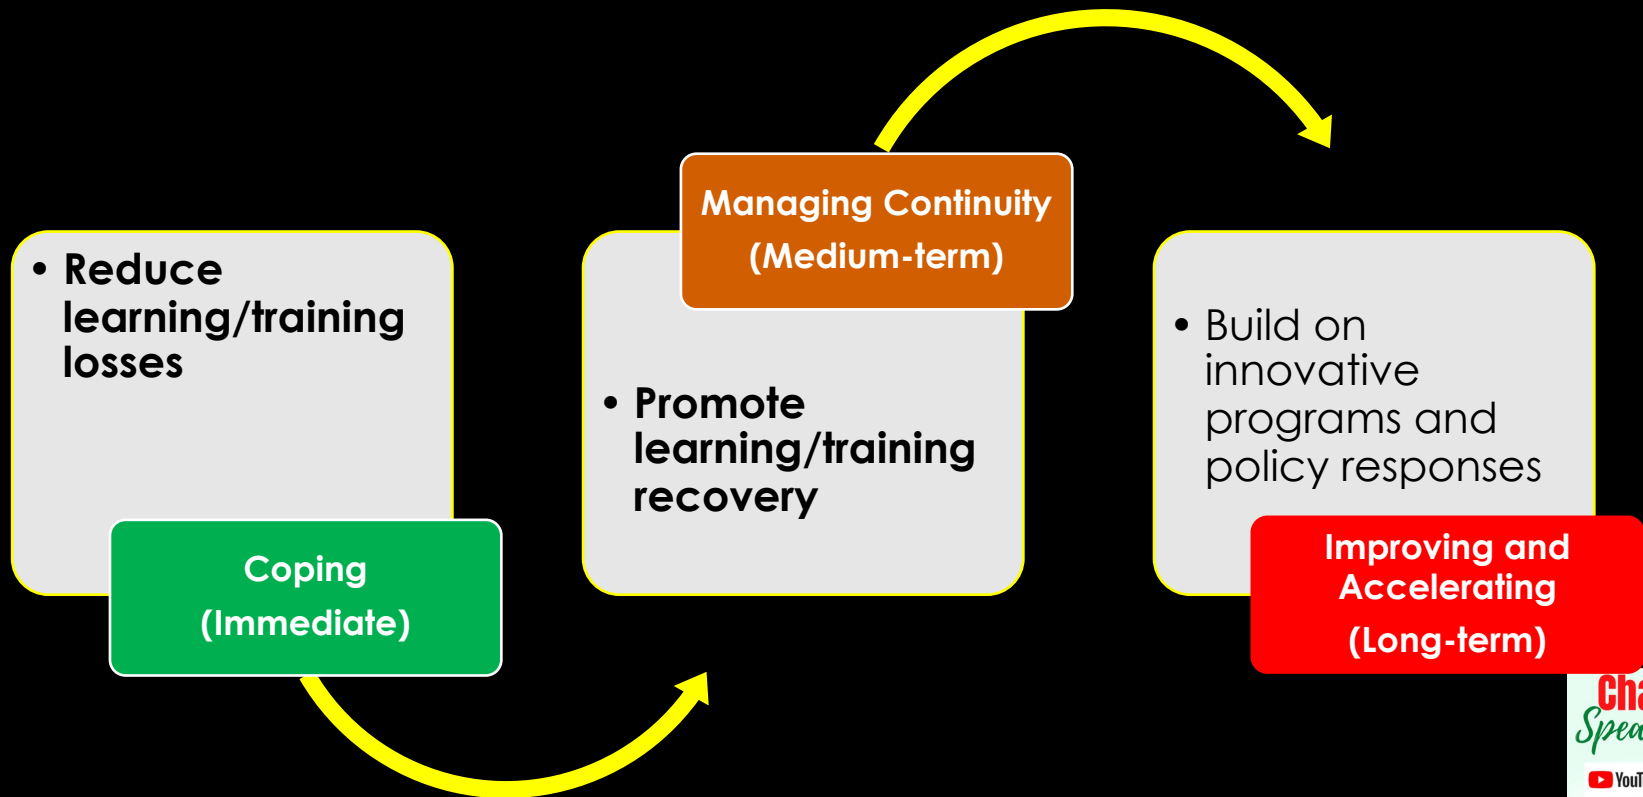 • Reduce
learning/training
losses
Coping
(Immediate)
Managing Continuity
(Medium-term)
• Promote
learning/training
recovery
• Build on
innovative
programs and
policy responses
Improving and
Accelerating
(Long-term)